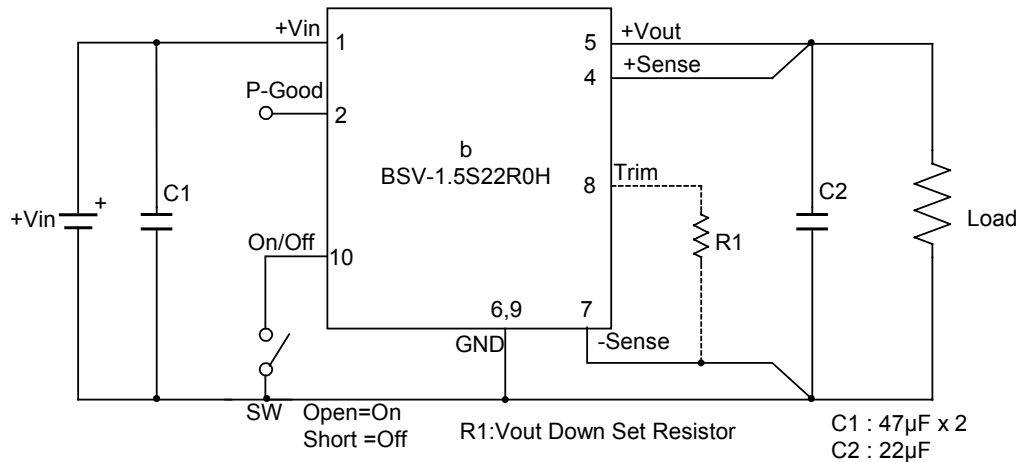 +Vin
1
P-Good
2
b
BSV-1.5S22R0H
5
+Vout
4
+Sense
8
Trim
R1
C1
C2
Load
+Vin
+
On/Off
10
6,9
7
GND
-Sense
SW
Open=On
Short =Off
R1:Vout Down Set Resistor
C1 : 47µF x 2
C2 : 22µF